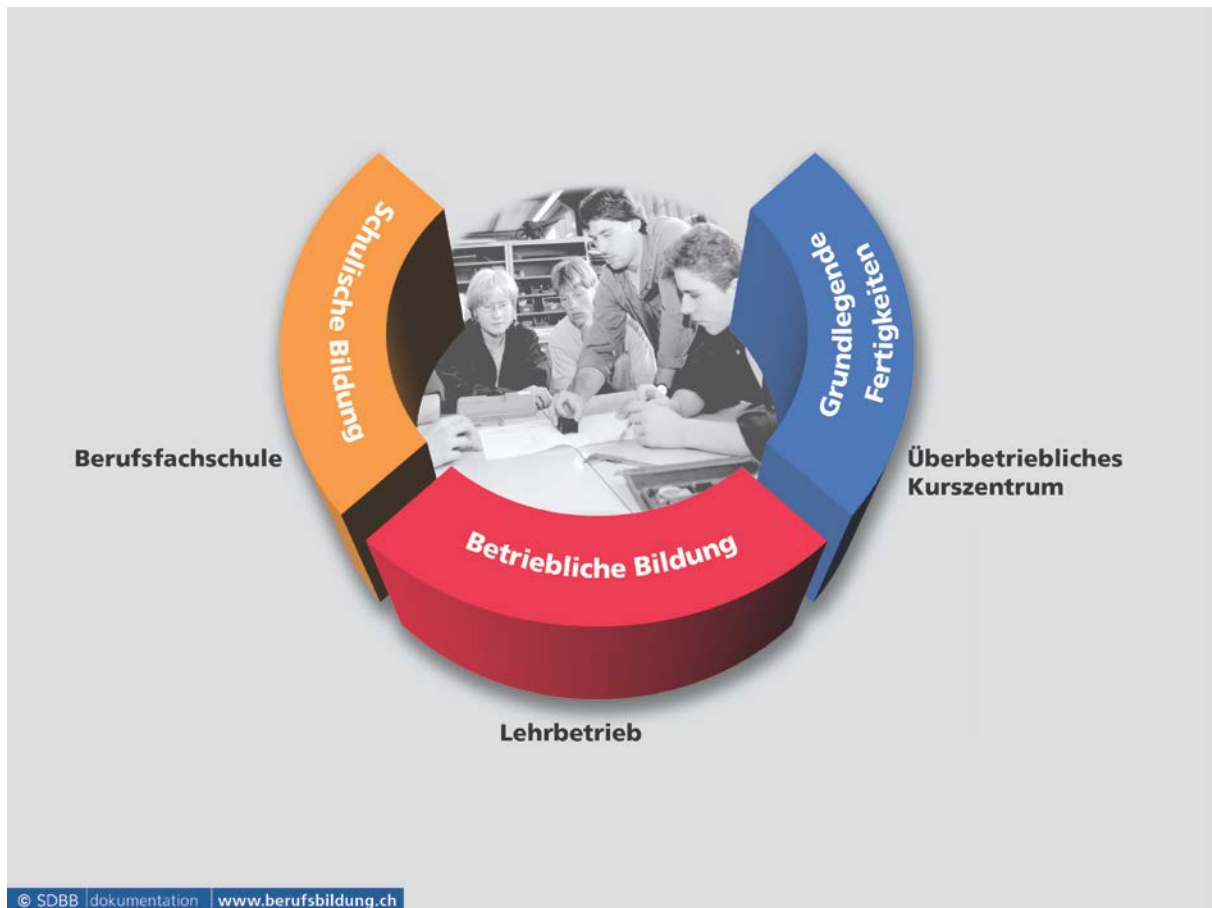 Schulische Bildung
Grundlegende
Fertigkeiten
Berufsfachschule
Überbetriebliches
Kurszentrum
Betriebliche Bildung
Lehrbetrieb
© SDBB dokumentation www.berufsbildung.ch